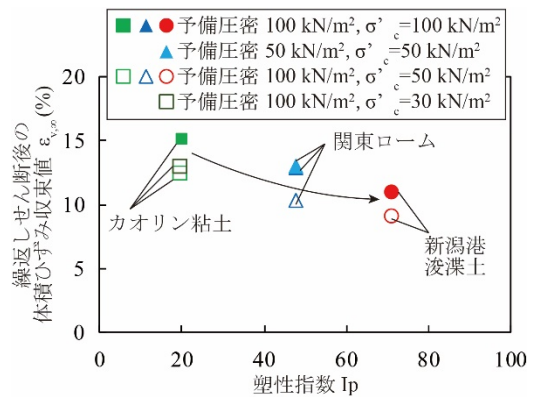 予備圧密 100 kN/m², σ'c=100 kN/m²
予備圧密 50 kN/m², σ'c=50 kN/m²
予備圧密 100 kN/m², σ'c=50 kN/m²
予備圧密 100 kN/m², σ'c=30 kN/m²
繰返しせん断後の
体積ひずみ収束値 εv,∞(%)
20
15
10
5
0
関東ローム
カオリン粘土
新潟港
浚渫土
0 20 40 60 80 100
塑性指数 Ip